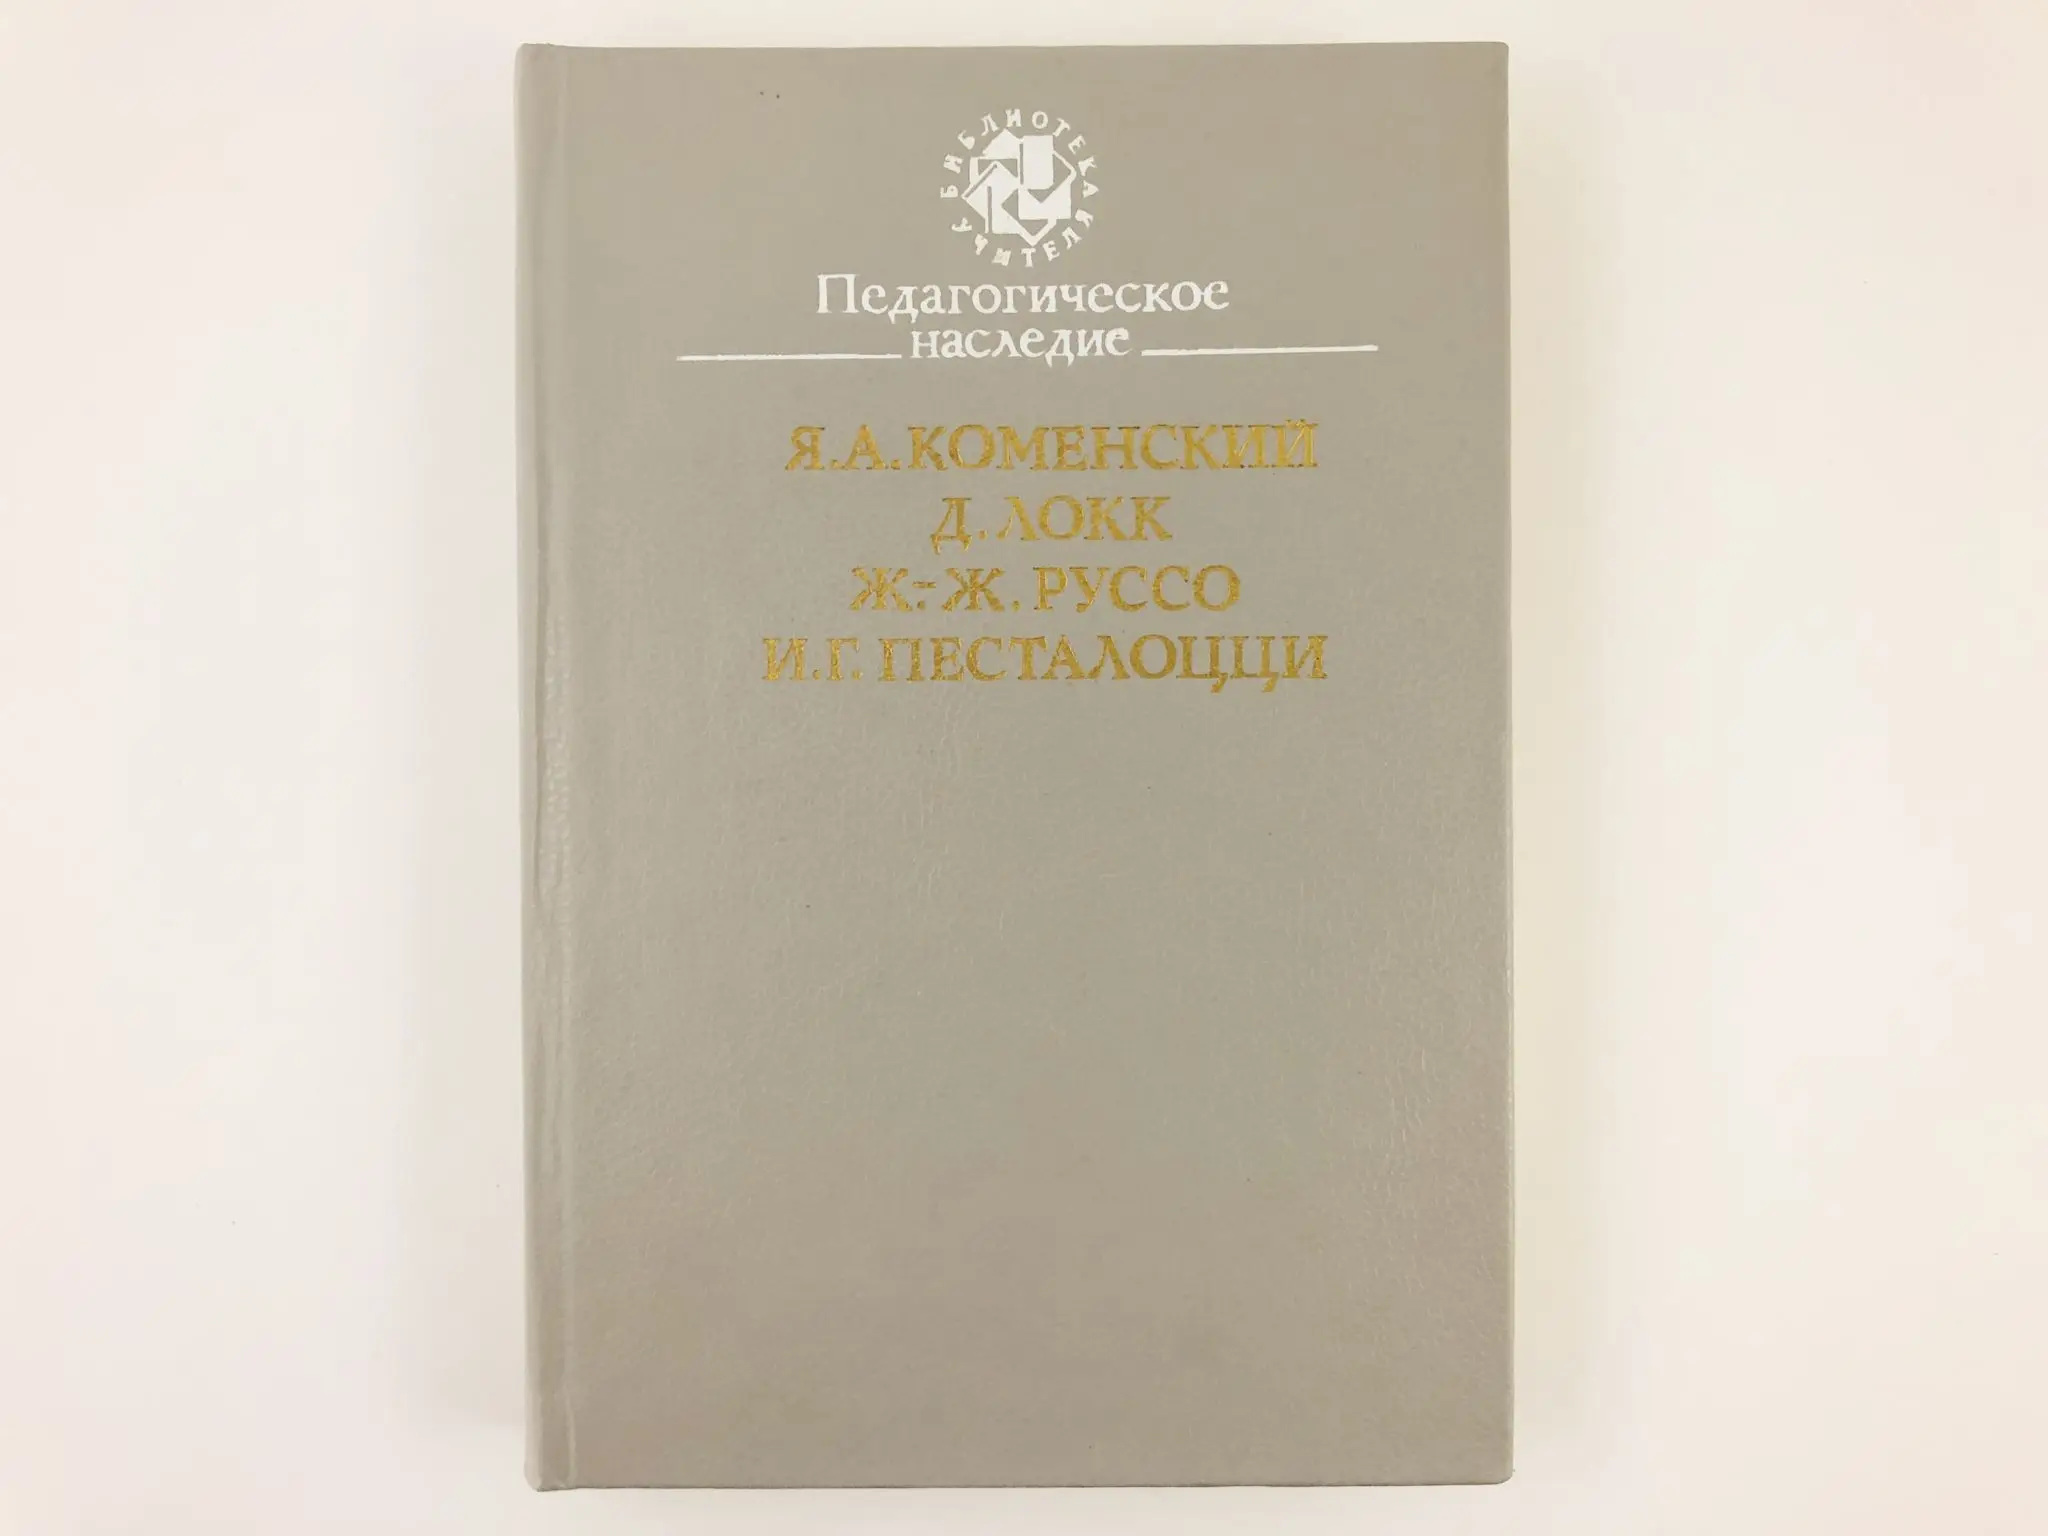 БИБЛИОТЕКА УЧИТЕЛЯ
Педагогическое
наследие
Я.А.КОМЕНСКИЙ
Д.ЛОКК
Ж.-Ж.РУССО
И.Г.ПЕСТАЛОЦЦИ